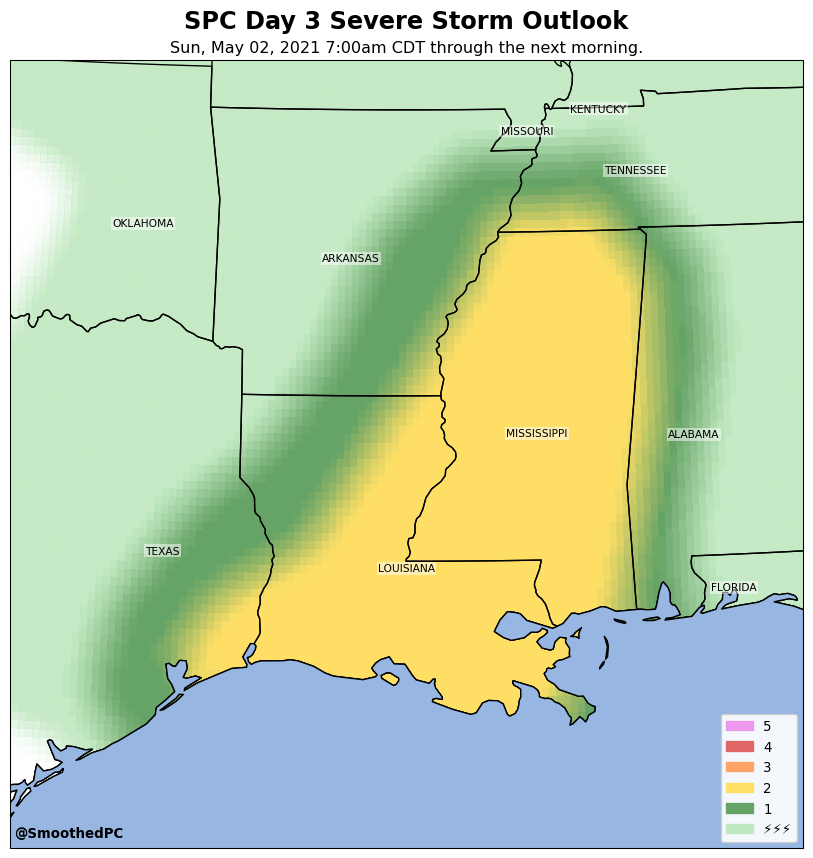 SPC Day 3 Severe Storm Outlook
Sun, May 02, 2021 7:00am CDT through the next morning.
KENTUCKY
MISSOURI
TENNESSEE
OKLAHOMA
ARKANSAS
MISSISSIPPI
ALABAMA
TEXAS
LOUISIANA
FLORIDA
5
4
3
2
1
⚡⚡⚡
@SmoothedPC